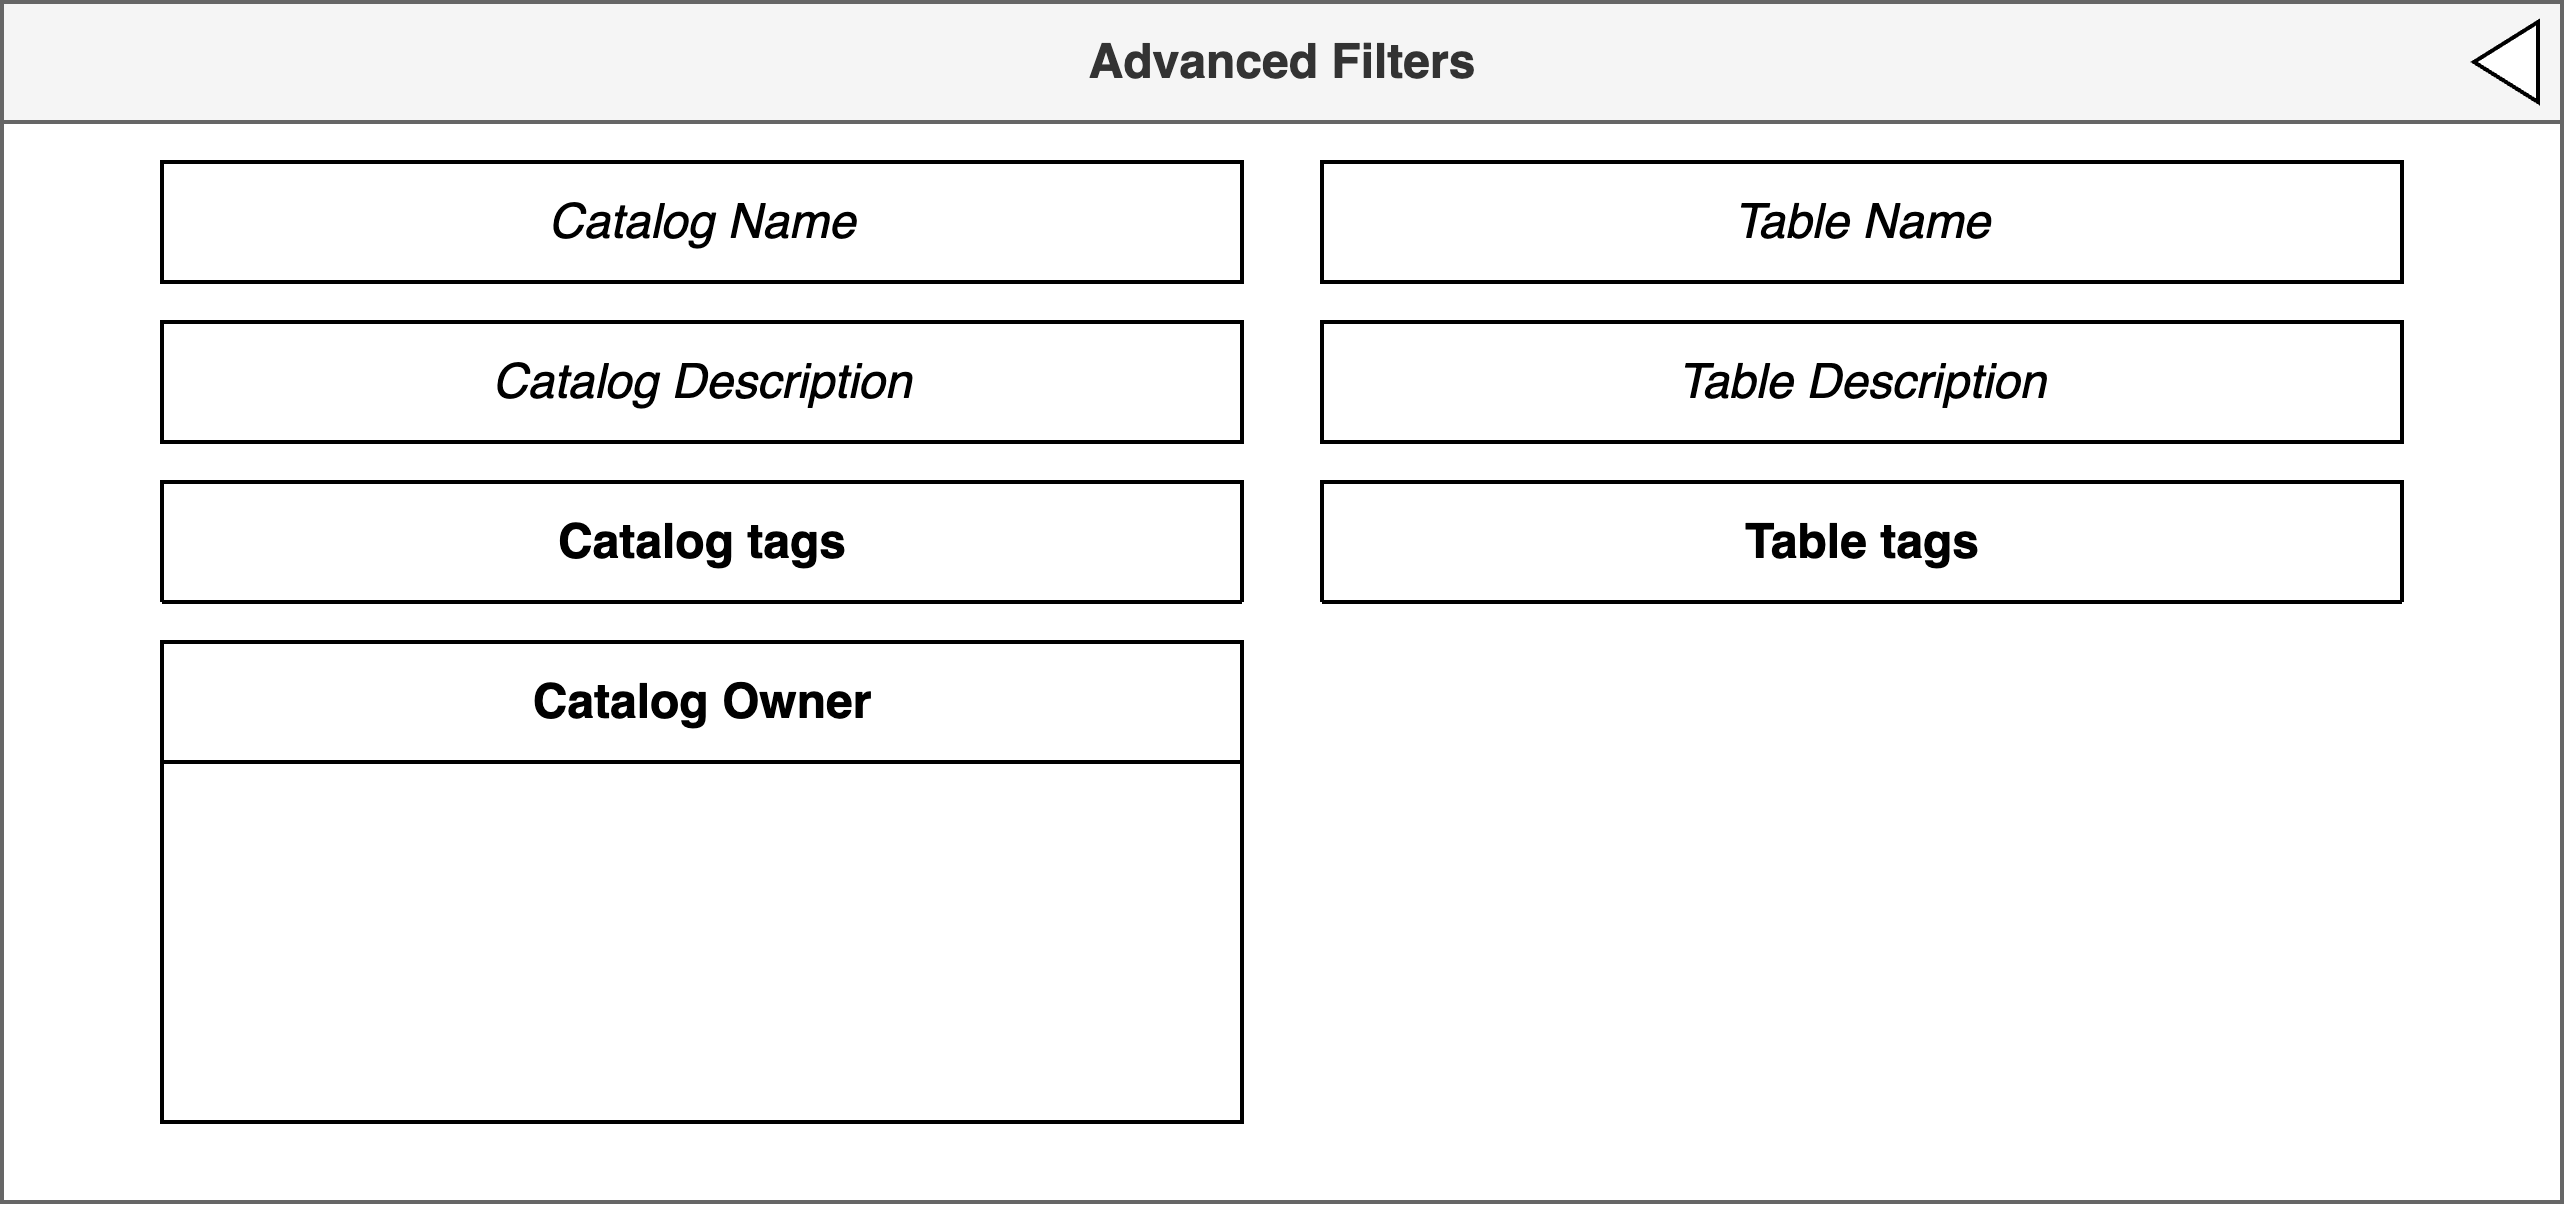 Advanced Filters
Catalog Name
Table Name
Catalog Description
Table Description
Catalog tags
Table tags
Catalog Owner